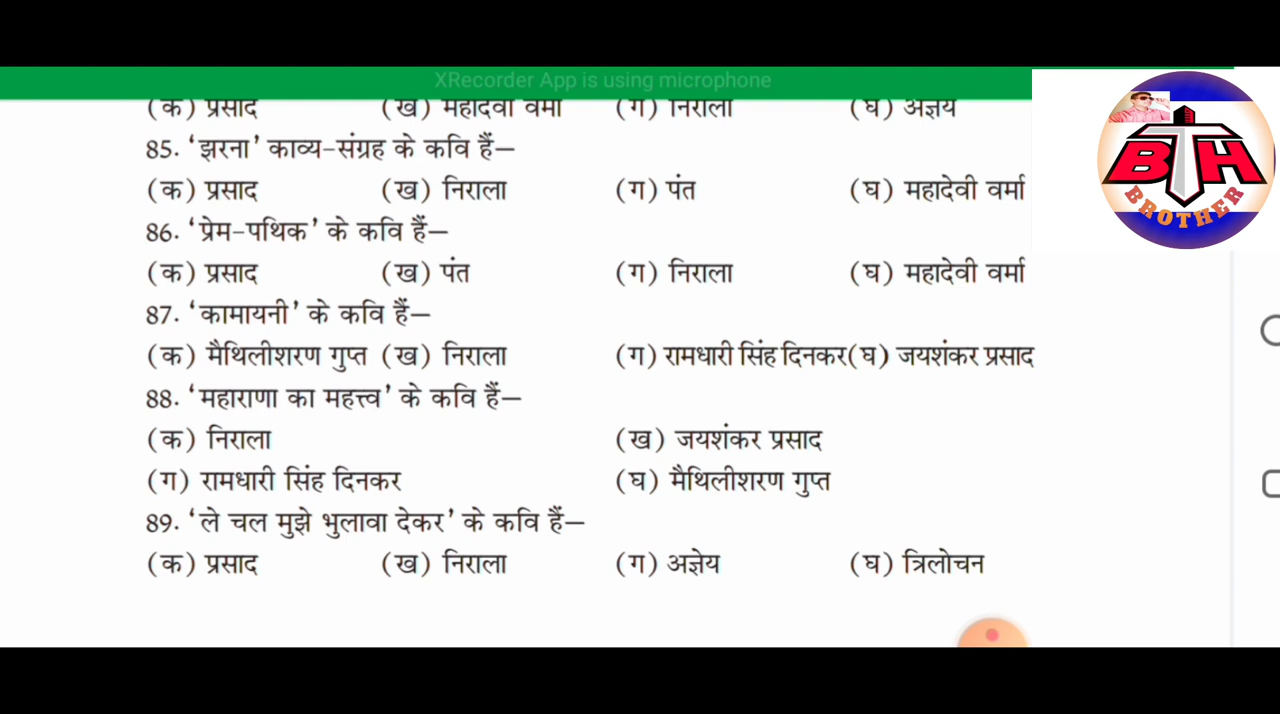 XRecorder App is using microphone
(क) प्रसाद (ख) महादेवी वर्मा (ग) निराला (घ) अज्ञेय
85. ‘झरना’ काव्य-संग्रह के कवि हैं—
(क) प्रसाद (ख) निराला (ग) पंत (घ) महादेवी वर्मा
86. ‘प्रेम-पथिक’ के कवि हैं—
(क) प्रसाद (ख) पंत (ग) निराला (घ) महादेवी वर्मा
87. ‘कामायनी’ के कवि हैं—
(क) मैथिलीशरण गुप्त (ख) निराला (ग) रामधारी सिंह दिनकर(घ) जयशंकर प्रसाद
88. ‘महाराणा का महत्त्व’ के कवि हैं—
(क) निराला (ख) जयशंकर प्रसाद
(ग) रामधारी सिंह दिनकर (घ) मैथिलीशरण गुप्त
89. ‘ले चल मुझे भुलावा देकर’ के कवि हैं—
(क) प्रसाद (ख) निराला (ग) अज्ञेय (घ) त्रिलोचन
BTH
BROTHER